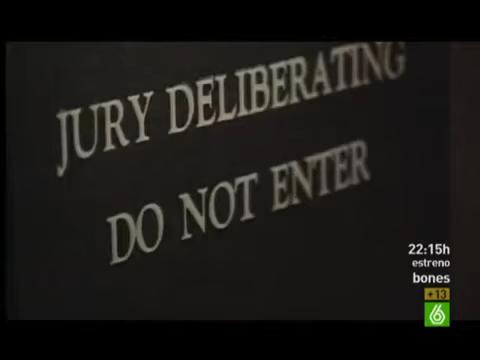 JURY DELIBERATING
DO NOT ENTER
22:15h
estreno
bones
+13
6